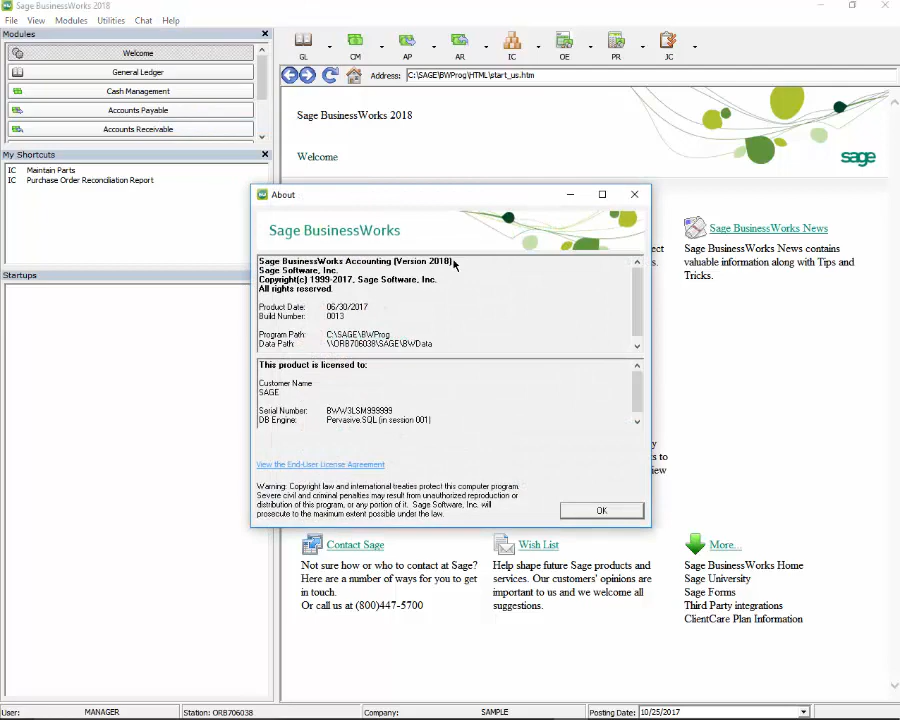 Sage BusinessWorks 2018
File View Modules Utilities Chat Help
Modules
Welcome
General Ledger
Cash Management
Accounts Payable
Accounts Receivable
My Shortcuts
IC Maintain Parts
IC Purchase Order Reconciliation Report
Startups
GL CM AP AR IC OE PR JC
Address: C:\SAGE\BWProg\HTML\start_us.htm
Sage BusinessWorks 2018
Welcome
sage
About
Sage BusinessWorks
Sage BusinessWorks Accounting (Version 2018)
Sage Software, Inc.
Copyright(c) 1999-2017, Sage Software, Inc.
All rights reserved.
Product Date: 06/30/2017
Build Number: 0013
Program Path: C:\SAGE\BWProg
Data Path: \\ORB706038\SAGE\BWData
This product is licensed to:
Customer Name
SAGE
Serial Number: BWW3LSM999999
DB Engine: Pervasive.SQL (in session 001)
View the End-User License Agreement
Warning: Copyright law and international treaties protect this computer program.
Severe civil and criminal penalties may result from unauthorized reproduction or
distribution of this program, or any portion of it. Sage Software, Inc. will
prosecute to the maximum extent possible under the law.
OK
Sage BusinessWorks News
Sage BusinessWorks News contains
valuable information along with Tips and
Tricks.
ect
s.
y
s to
iew
Contact Sage
Not sure how or who to contact at Sage?
Here are a number of ways for you to get
in touch.
Or call us at (800)447-5700
Wish List
Help shape future Sage products and
services. Our customers' opinions are
important to us and we welcome all
suggestions.
More...
Sage BusinessWorks Home
Sage University
Sage Forms
Third Party integrations
ClientCare Plan Information
User: MANAGER Station: ORB706038 Company: SAMPLE Posting Date: 10/25/2017